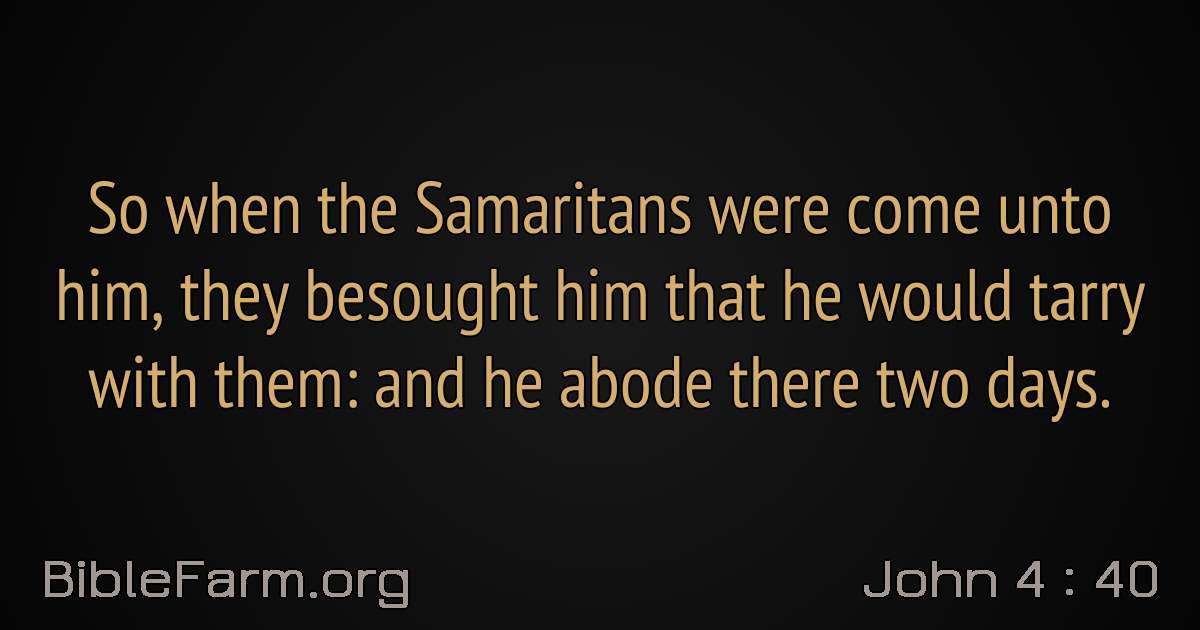 So when the Samaritans were come unto
him, they besought him that he would tarry
with them: and he abode there two days.
BibleFarm.org
John 4 : 40